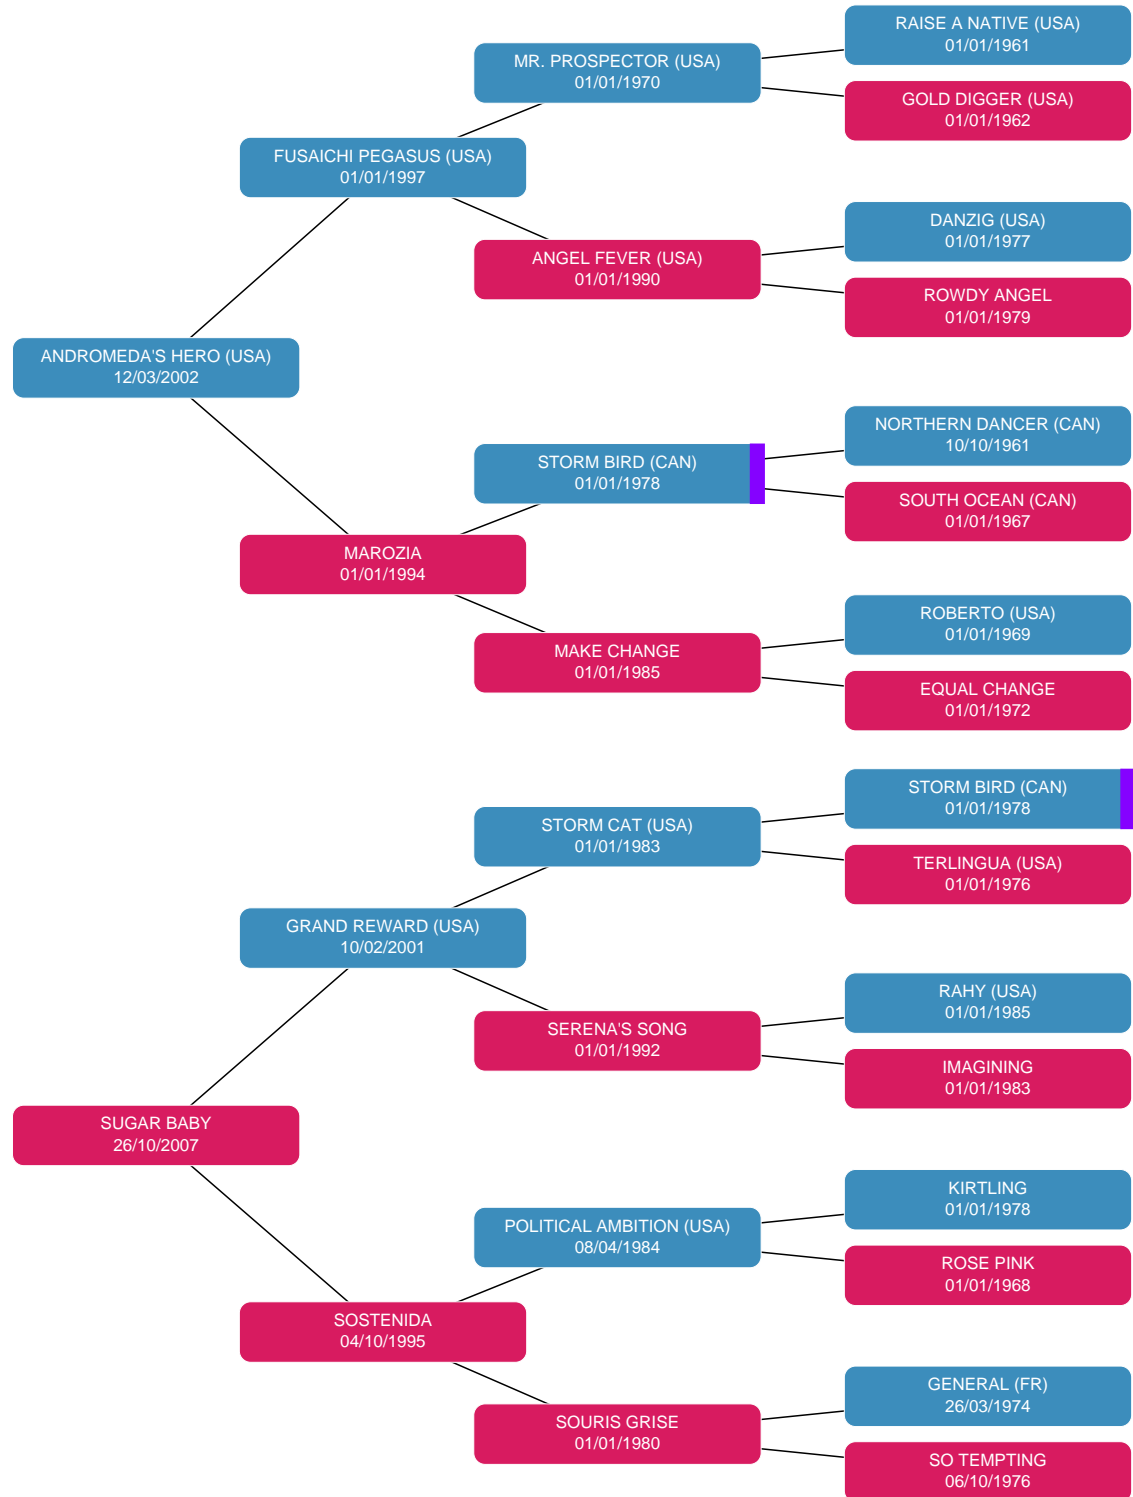 RAISE A NATIVE (USA)
01/01/1961
MR. PROSPECTOR (USA)
01/01/1970
GOLD DIGGER (USA)
01/01/1962
FUSAICHI PEGASUS (USA)
01/01/1997
DANZIG (USA)
01/01/1977
ANGEL FEVER (USA)
01/01/1990
ROWDY ANGEL
01/01/1979
ANDROMEDA'S HERO (USA)
12/03/2002
NORTHERN DANCER (CAN)
10/10/1961
STORM BIRD (CAN)
01/01/1978
SOUTH OCEAN (CAN)
01/01/1967
MAROZIA
01/01/1994
ROBERTO (USA)
01/01/1969
MAKE CHANGE
01/01/1985
EQUAL CHANGE
01/01/1972
STORM BIRD (CAN)
01/01/1978
STORM CAT (USA)
01/01/1983
TERLINGUA (USA)
01/01/1976
GRAND REWARD (USA)
10/02/2001
RAHY (USA)
01/01/1985
SERENA'S SONG
01/01/1992
IMAGINING
01/01/1983
SUGAR BABY
26/10/2007
KIRTLING
01/01/1978
POLITICAL AMBITION (USA)
08/04/1984
ROSE PINK
01/01/1968
SOSTENIDA
04/10/1995
GENERAL (FR)
26/03/1974
SOURIS GRISE
01/01/1980
SO TEMPTING
06/10/1976